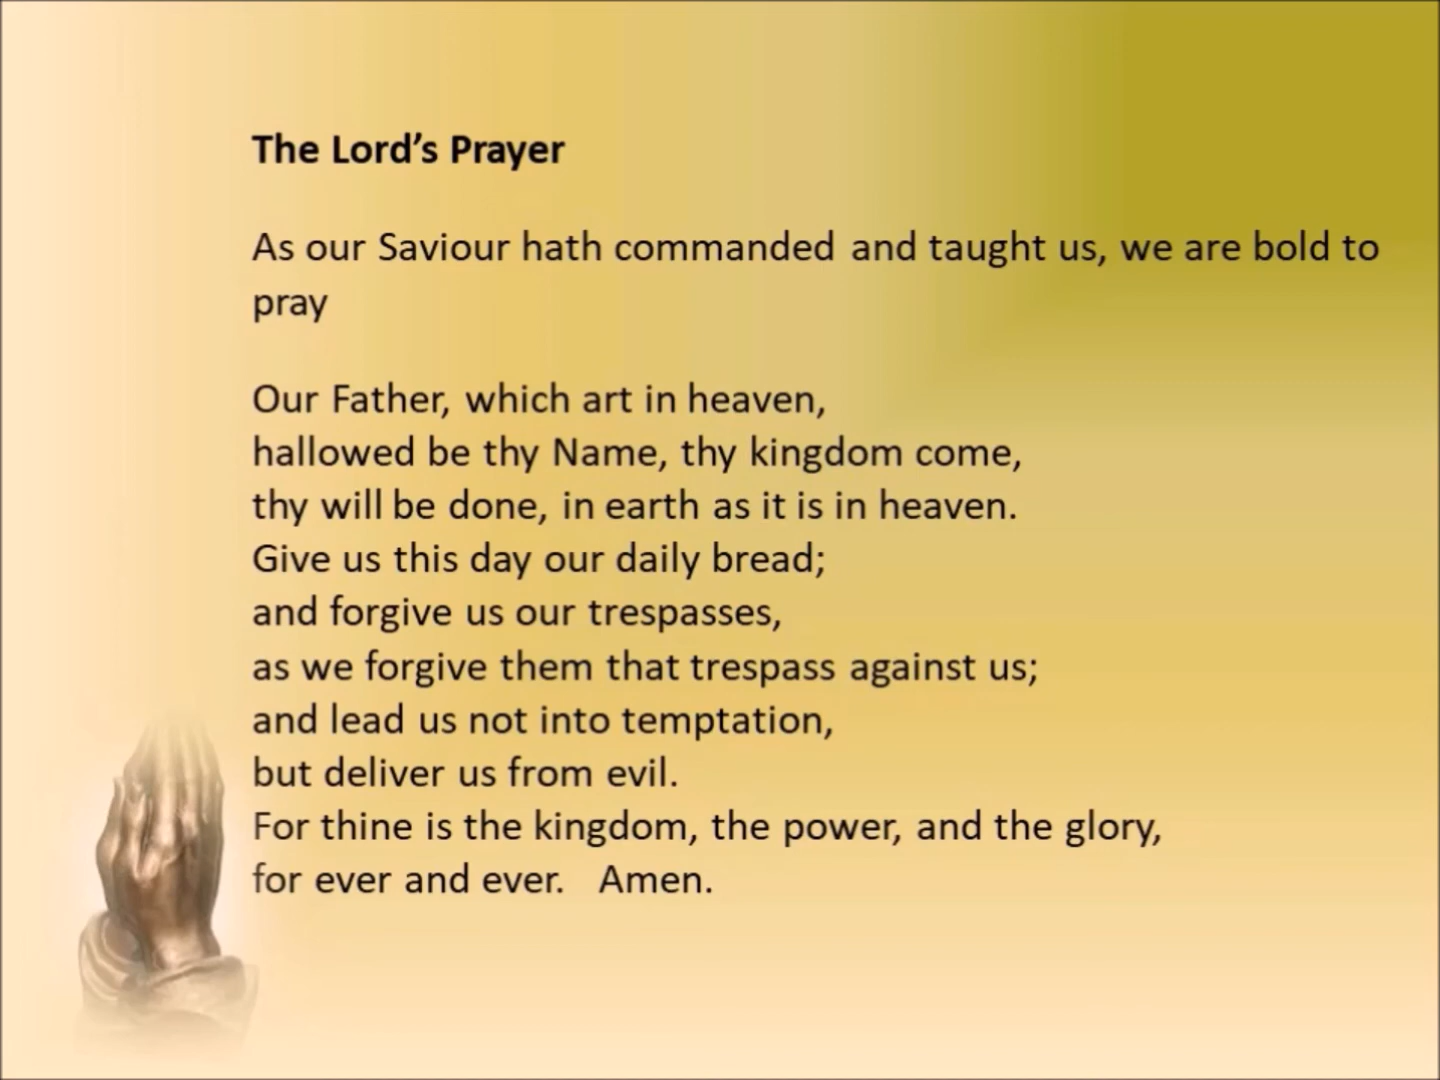 The Lord’s Prayer
As our Saviour hath commanded and taught us, we are bold to
pray
Our Father, which art in heaven,
hallowed be thy Name, thy kingdom come,
thy will be done, in earth as it is in heaven.
Give us this day our daily bread;
and forgive us our trespasses,
as we forgive them that trespass against us;
and lead us not into temptation,
but deliver us from evil.
For thine is the kingdom, the power, and the glory,
for ever and ever.   Amen.